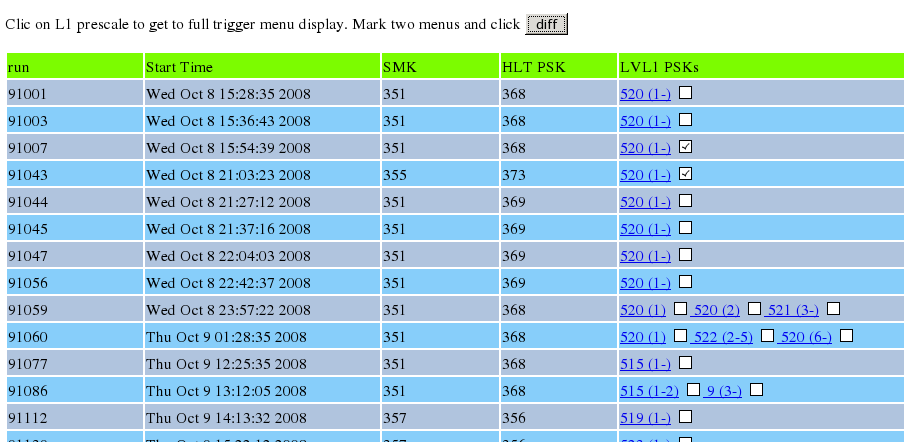 Clic on L1 prescale to get to full trigger menu display. Mark two menus and click diff
run Start Time SMK HLT PSK LVL1 PSKs
91001 Wed Oct 8 15:28:35 2008 351 368 520 (1-)
91003 Wed Oct 8 15:36:43 2008 351 368 520 (1-)
91007 Wed Oct 8 15:54:39 2008 351 368 520 (1-)
91043 Wed Oct 8 21:03:23 2008 355 373 520 (1-)
91044 Wed Oct 8 21:27:12 2008 351 369 520 (1-)
91045 Wed Oct 8 21:37:16 2008 351 369 520 (1-)
91047 Wed Oct 8 22:04:03 2008 351 369 520 (1-)
91056 Wed Oct 8 22:42:37 2008 351 369 520 (1-)
91059 Wed Oct 8 23:57:22 2008 351 368 520 (1) 520 (2) 521 (3-)
91060 Thu Oct 9 01:28:35 2008 351 368 520 (1) 522 (2-5) 520 (6-)
91077 Thu Oct 9 12:25:35 2008 351 368 515 (1-)
91086 Thu Oct 9 13:12:05 2008 351 368 515 (1-2) 9 (3-)
91112 Thu Oct 9 14:13:32 2008 357 356 519 (1-)